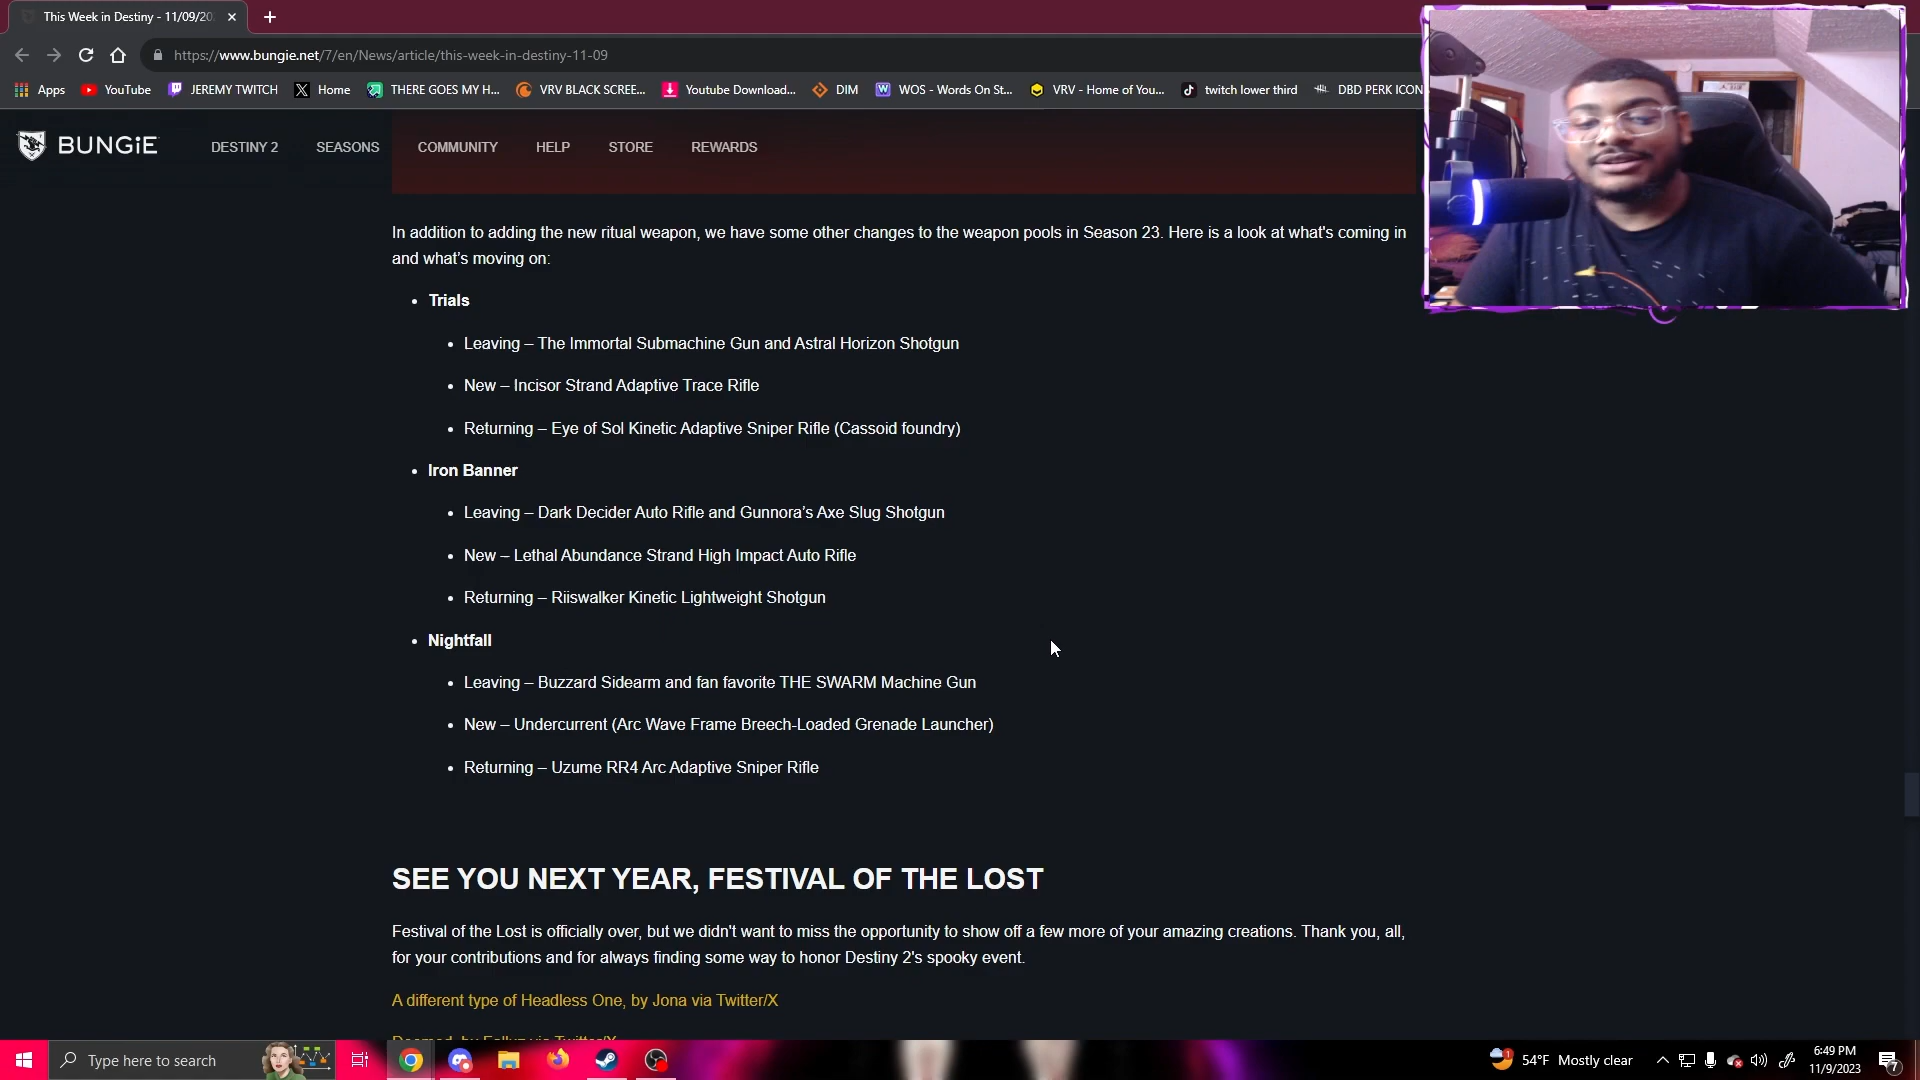 This Week in Destiny - 11/09/20
https://www.bungie.net/7/en/News/article/this-week-in-destiny-11-09
Apps
YouTube
JEREMY TWITCH
Home
THERE GOES MY H...
VRV BLACK SCREE...
Youtube Download...
DIM
WOS - Words On St...
VRV - Home of You...
twitch lower third
DBD PERK ICON
BUNGiE
DESTINY 2
SEASONS
COMMUNITY
HELP
STORE
REWARDS
In addition to adding the new ritual weapon, we have some other changes to the weapon pools in Season 23. Here is a look at what's coming in
and what's moving on:
• Trials
• Leaving – The Immortal Submachine Gun and Astral Horizon Shotgun
• New – Incisor Strand Adaptive Trace Rifle
• Returning – Eye of Sol Kinetic Adaptive Sniper Rifle (Cassoid foundry)
• Iron Banner
• Leaving – Dark Decider Auto Rifle and Gunnora's Axe Slug Shotgun
• New – Lethal Abundance Strand High Impact Auto Rifle
• Returning – Riiswalker Kinetic Lightweight Shotgun
• Nightfall
• Leaving – Buzzard Sidearm and fan favorite THE SWARM Machine Gun
• New – Undercurrent (Arc Wave Frame Breech-Loaded Grenade Launcher)
• Returning – Uzume RR4 Arc Adaptive Sniper Rifle
SEE YOU NEXT YEAR, FESTIVAL OF THE LOST
Festival of the Lost is officially over, but we didn't want to miss the opportunity to show off a few more of your amazing creations. Thank you, all,
for your contributions and for always finding some way to honor Destiny 2's spooky event.
A different type of Headless One, by Jona via Twitter/X
Type here to search
54°F Mostly clear
6:49 PM
11/9/2023
7